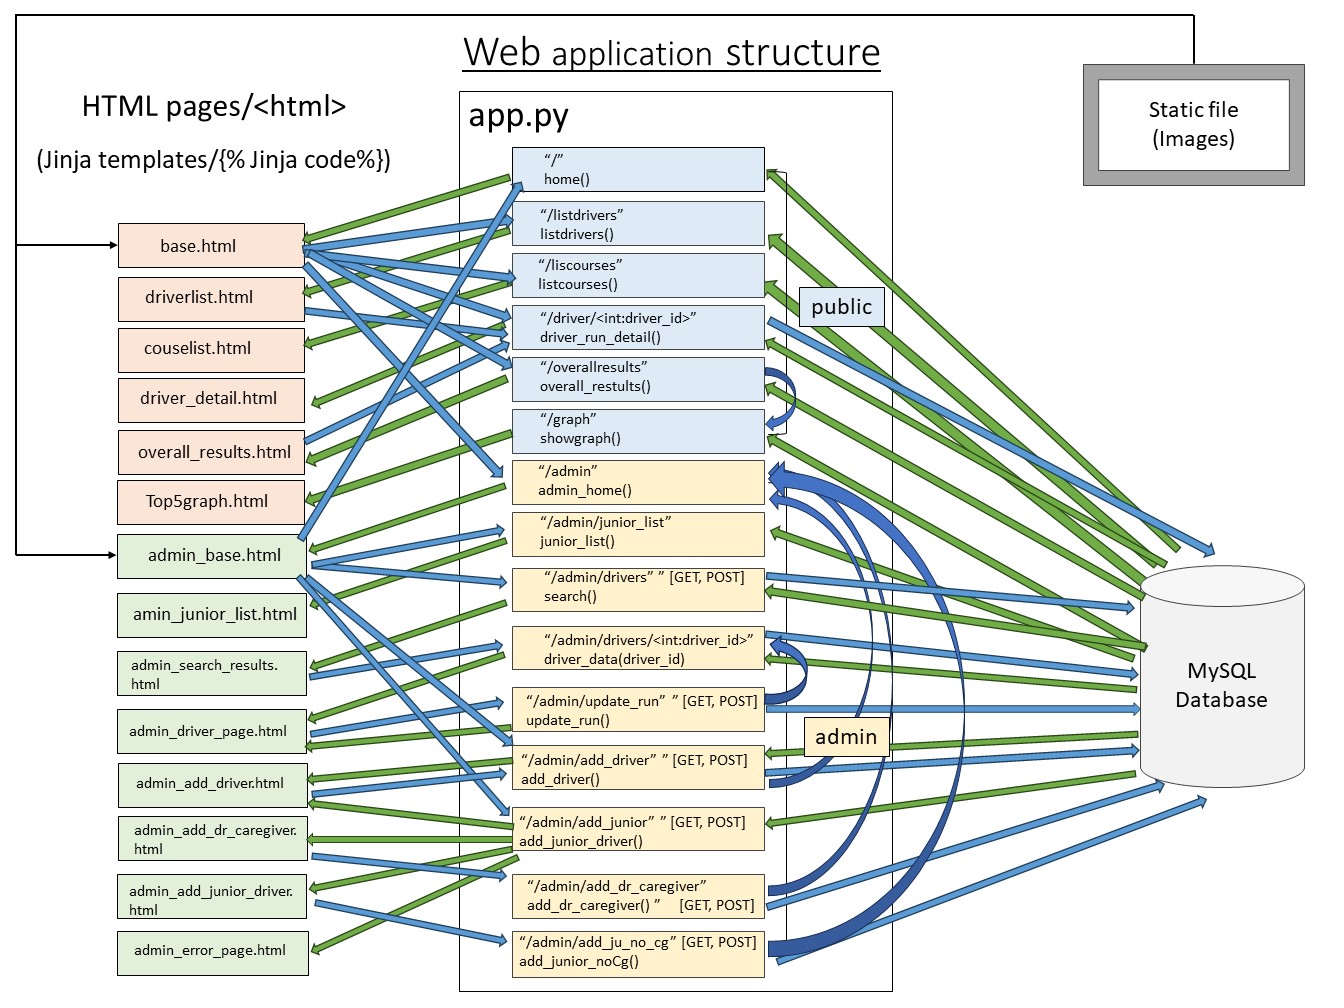 Web application structure
HTML pages/<html>
(Jinja templates/{% Jinja code%})
app.py
Static file
(Images)
base.html
driverlist.html
couselist.html
driver_detail.html
overall_results.html
Top5graph.html
admin_base.html
amin_junior_list.html
admin_search_results.
html
admin_driver_page.html
admin_add_driver.html
admin_add_dr_caregiver.
html
admin_add_junior_driver.
html
admin_error_page.html
“/”
home()
“/listdrivers”
listdrivers()
“/liscourses”
listcourses()
“/driver/<int:driver_id>”
driver_run_detail()
“/overallresults”
overall_restults()
“/graph”
showgraph()
“/admin”
admin_home()
“/admin/junior_list”
junior_list()
“/admin/drivers” ” [GET, POST]
search()
“/admin/drivers/<int:driver_id>”
driver_data(driver_id)
“/admin/update_run” ” [GET, POST]
update_run()
“/admin/add_driver” ” [GET, POST]
add_driver()
“/admin/add_junior” ” [GET, POST]
add_junior_driver()
“/admin/add_dr_caregiver”
add_dr_caregiver() ” [GET, POST]
“/admin/add_ju_no_cg” [GET, POST]
add_junior_noCg()
public
admin
MySQL
Database